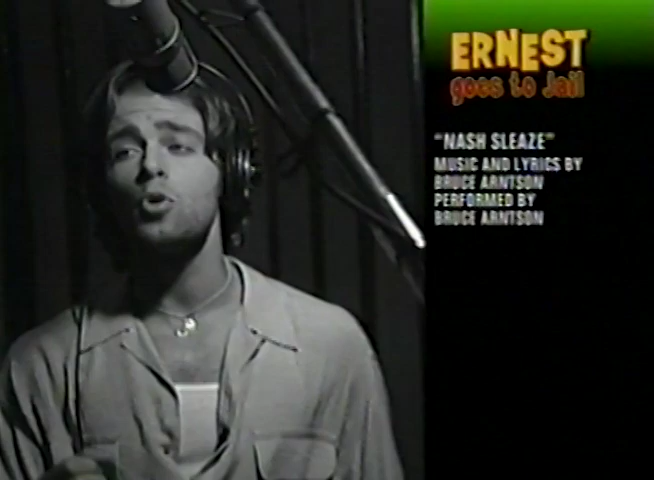 ERNEST
goes to Jail
"NASH SLEAZE"
MUSIC AND LYRICS BY
BRUCE ARNTSON
PERFORMED BY
BRUCE ARNTSON